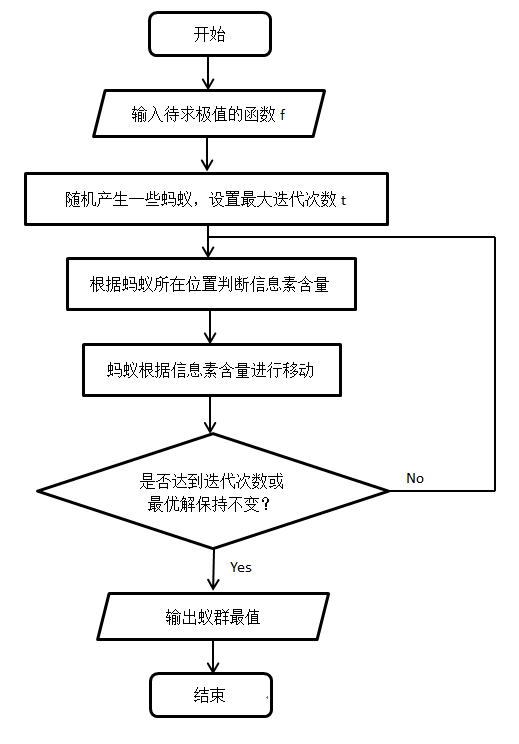 开始
输入待求极值的函数 f
随机产生一些蚂蚁，设置最大迭代次数 t
根据蚂蚁所在位置判断信息素含量
蚂蚁根据信息素含量进行移动
是否达到迭代次数或
最优解保持不变？
No
Yes
输出蚁群最值
结束